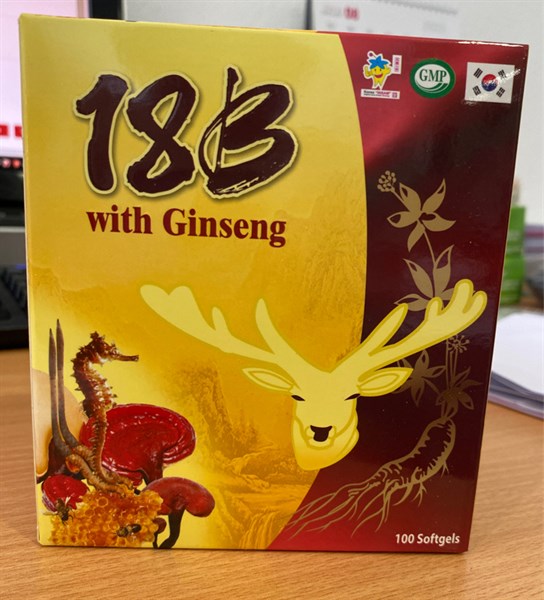 18B
with Ginseng
GMP
100 Softgels